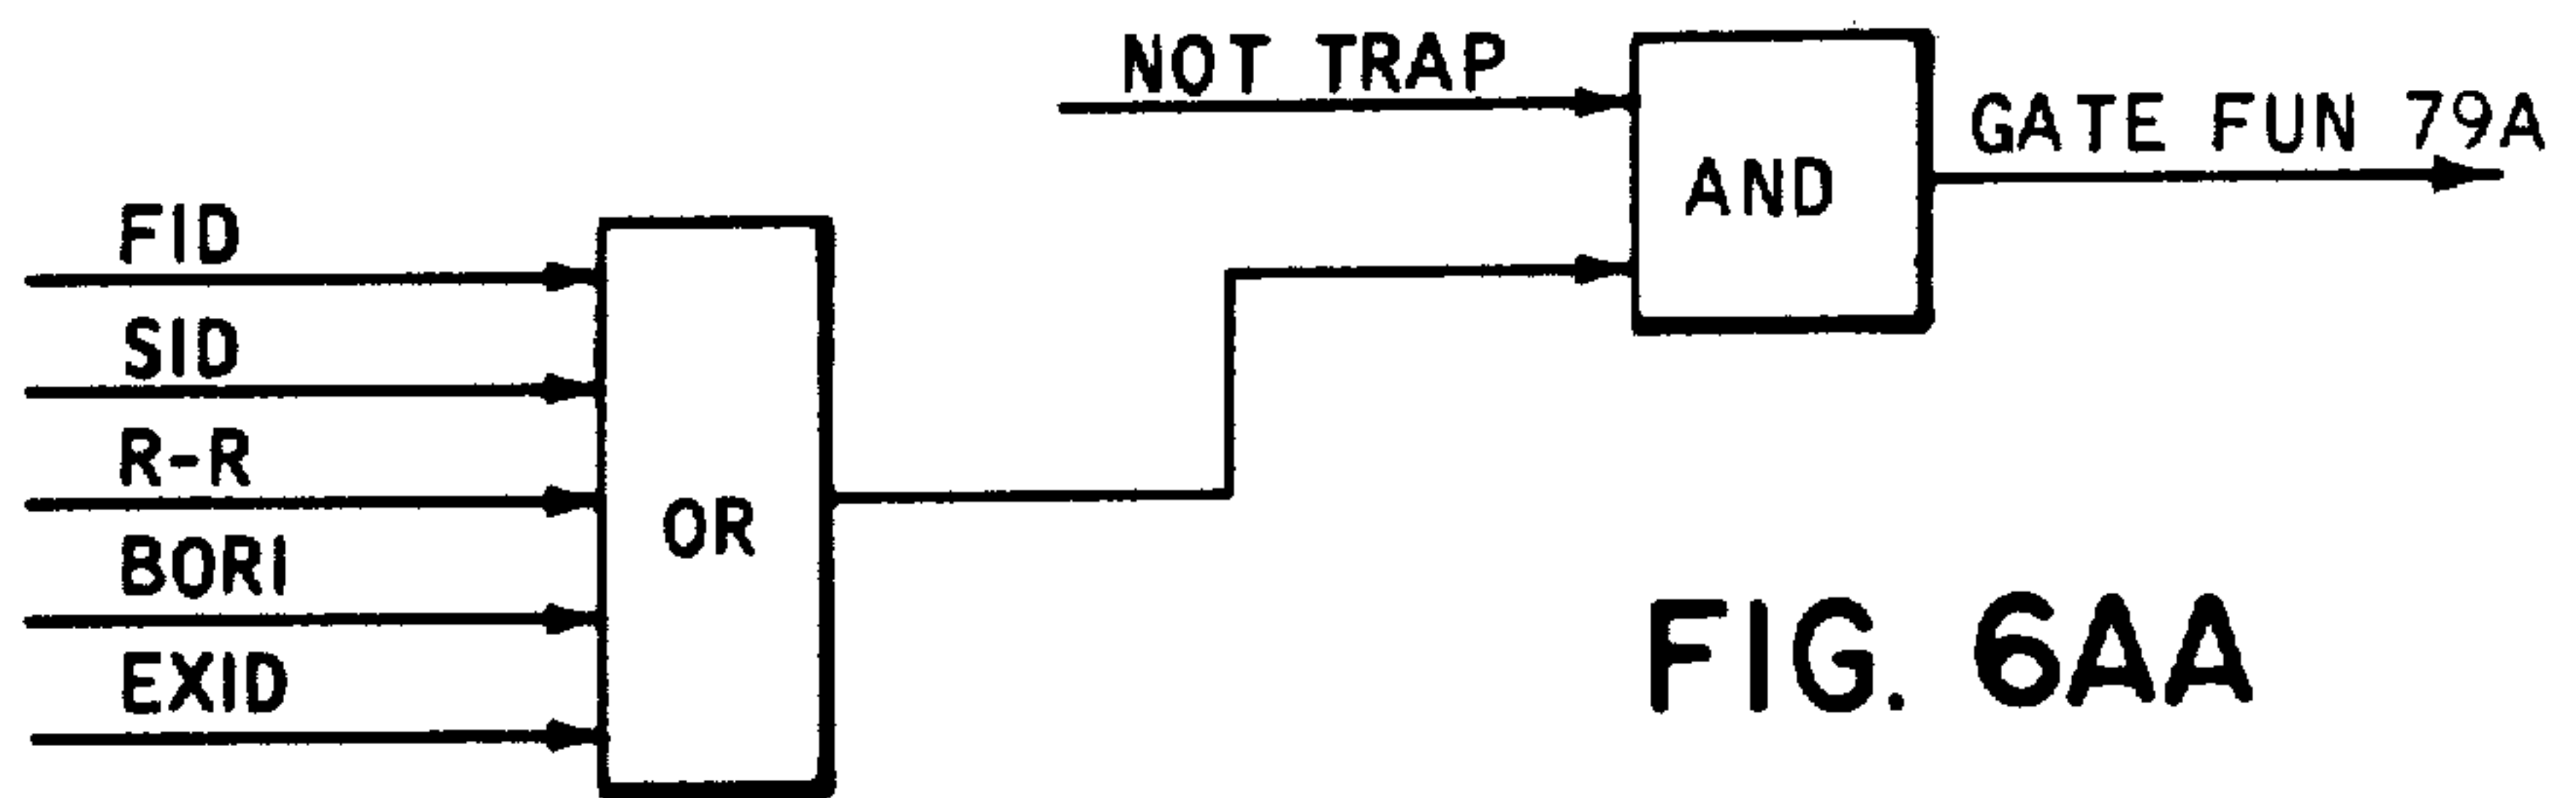 NOT TRAP
AND
GATE FUN 79A
FID
SID
R-R
OR
BORI
EXID
FIG. 6AA